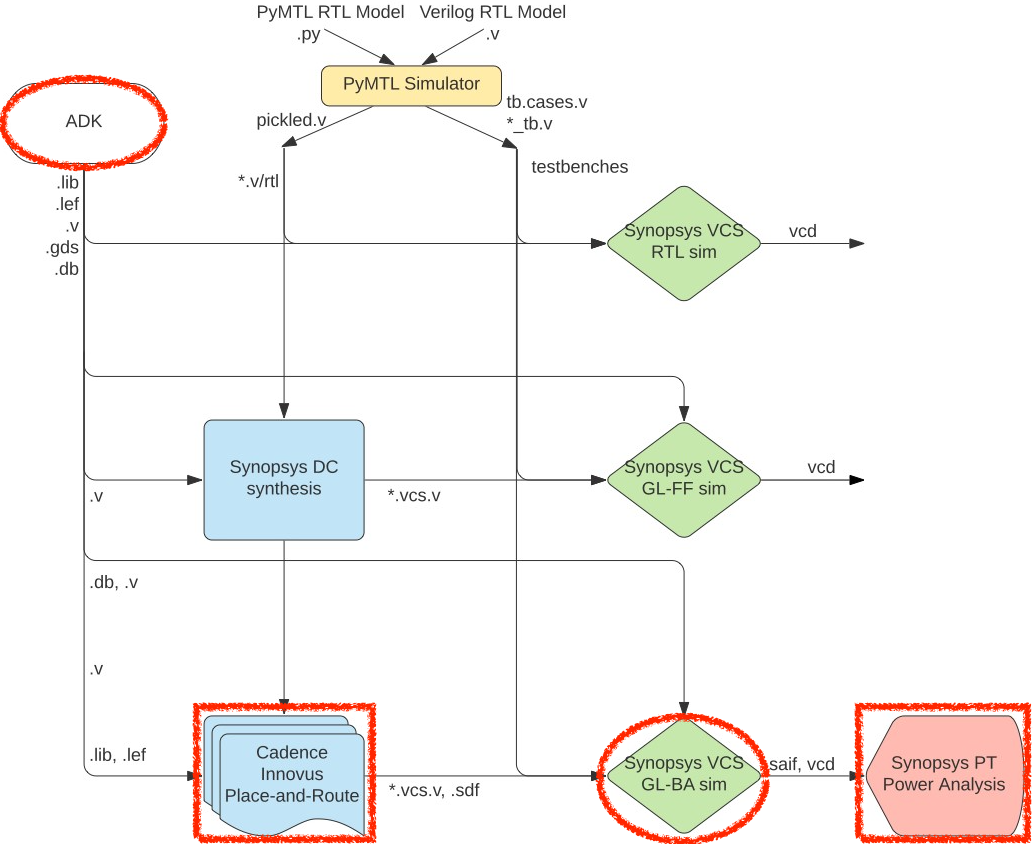 PyMTL RTL Model
Verilog RTL Model
.py
.v
PyMTL Simulator
ADK
pickled.v
tb.cases.v
*_tb.v
testbenches
*.v/rtl
.lib
.lef
.v
.gds
.db
Synopsys VCS
RTL sim
vcd
Synopsys DC
synthesis
.v
*.vcs.v
Synopsys VCS
GL-FF sim
vcd
.db, .v
.v
.lib, .lef
Cadence
Innovus
Place-and-Route
*.vcs.v, .sdf
Synopsys VCS
GL-BA sim
saif, vcd
Synopsys PT
Power Analysis